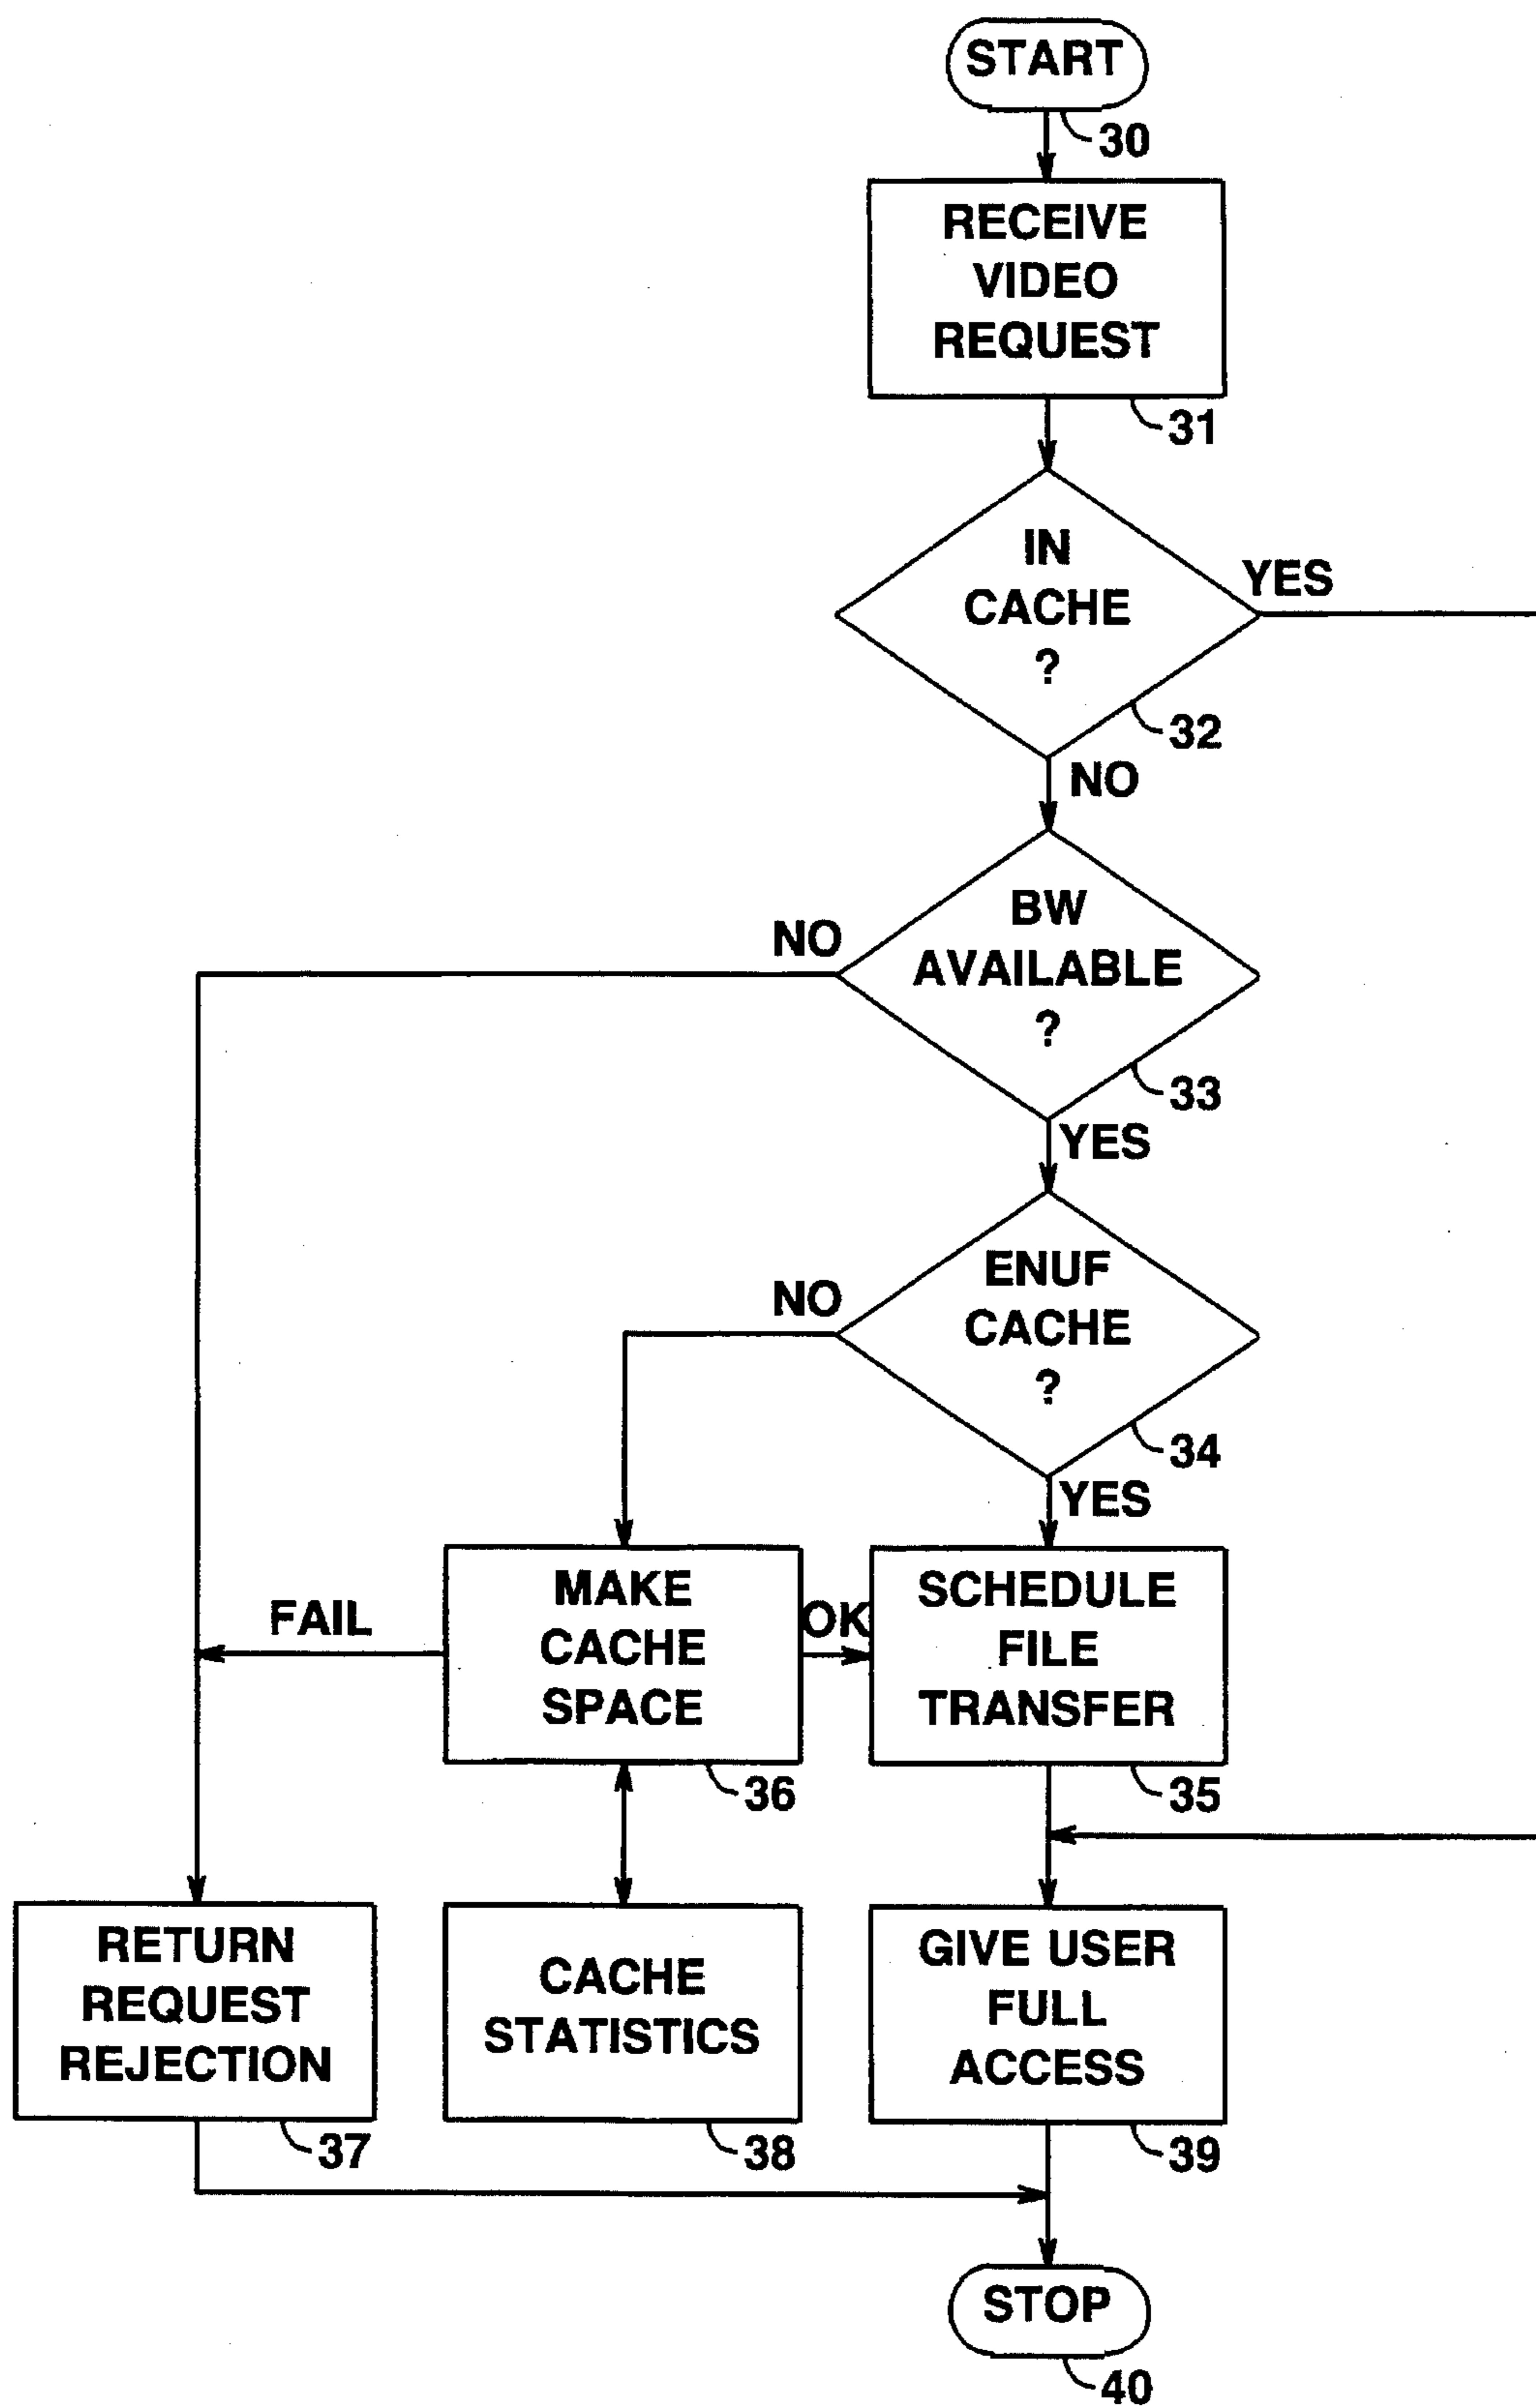 START
30
RECEIVE
VIDEO
REQUEST
31
IN
CACHE
?
YES
32
NO
BW
AVAILABLE
?
NO
33
YES
ENUF
CACHE
?
NO
34
YES
MAKE
CACHE
SPACE
FAIL
OK
36
SCHEDULE
FILE
TRANSFER
35
RETURN
REQUEST
REJECTION
37
CACHE
STATISTICS
38
GIVE USER
FULL
ACCESS
39
STOP
40